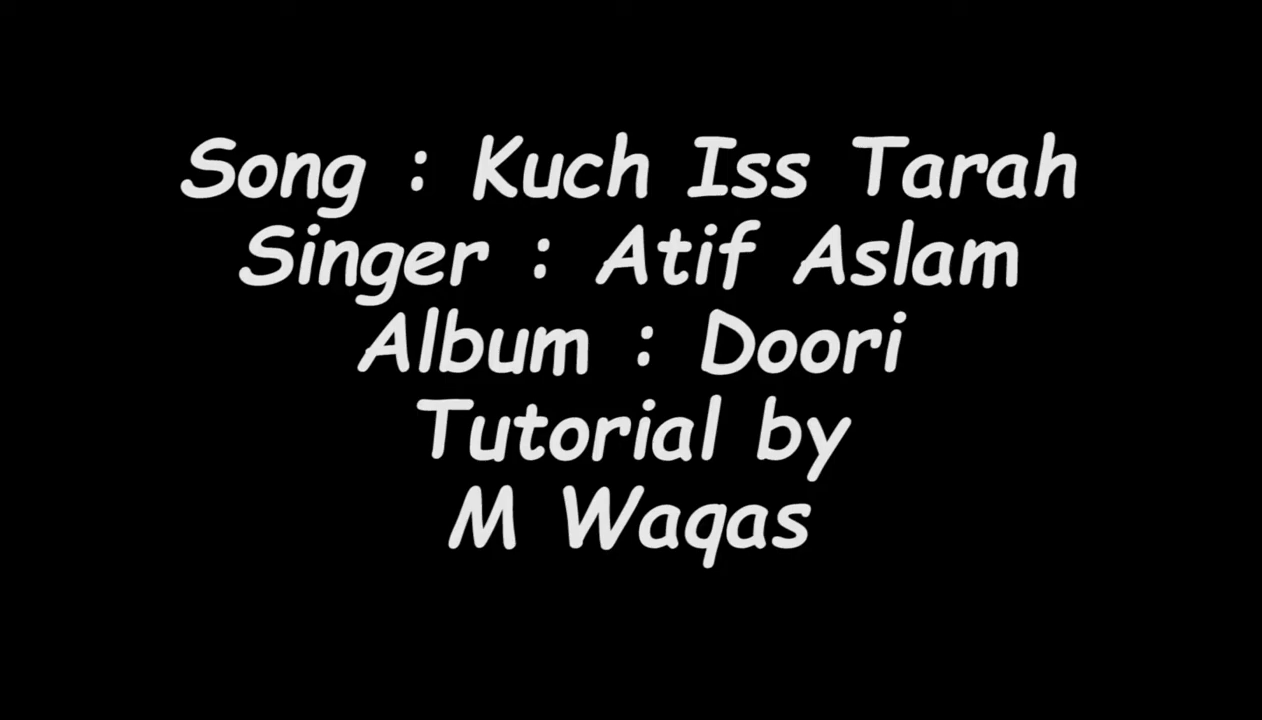 Song : Kuch Iss Tarah
Singer : Atif Aslam
Album : Doori
Tutorial by
M Waqas